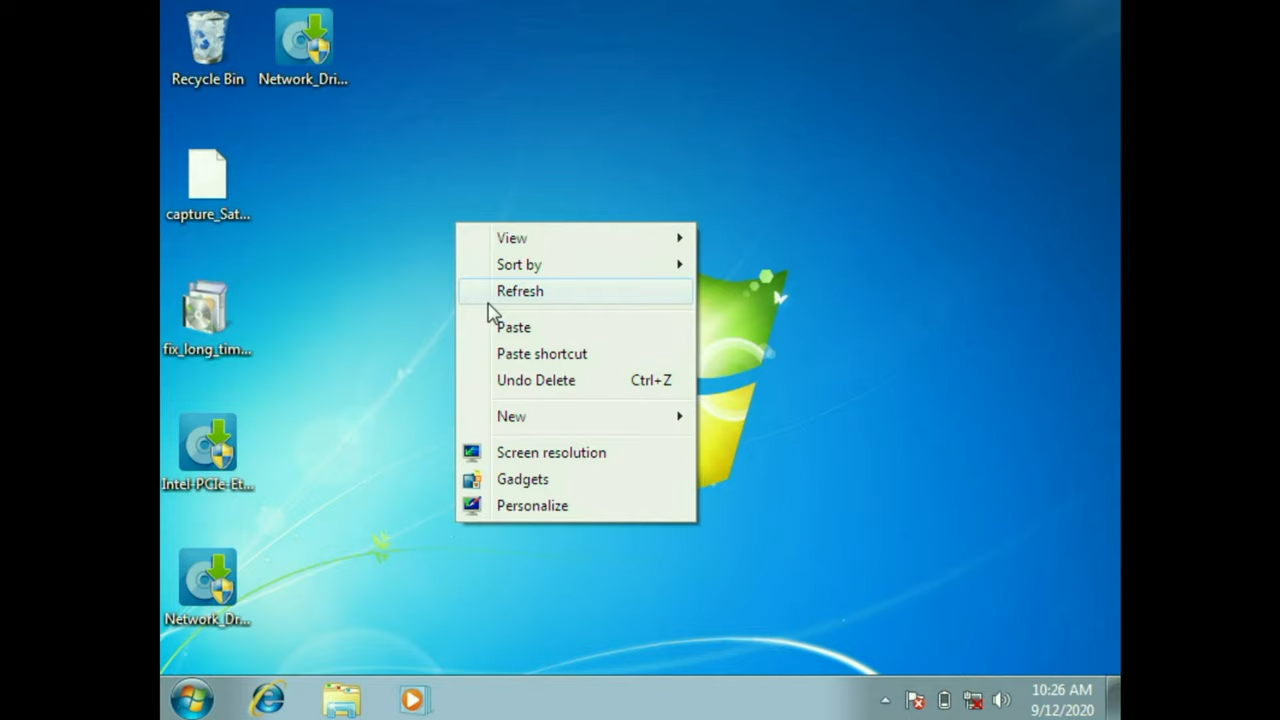 Recycle Bin
Network_Dri...
capture_Sat...
fix_long_tim...
Intel-PCIe-Et...
Network_Dr...
View
Sort by
Refresh
Paste
Paste shortcut
Undo Delete Ctrl+Z
New
Screen resolution
Gadgets
Personalize
10:26 AM
9/12/2020